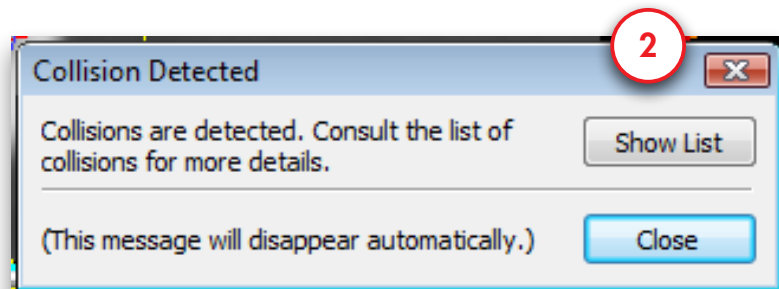 2
Collision Detected
Collisions are detected. Consult the list of
collisions for more details.
Show List
(This message will disappear automatically.)
Close